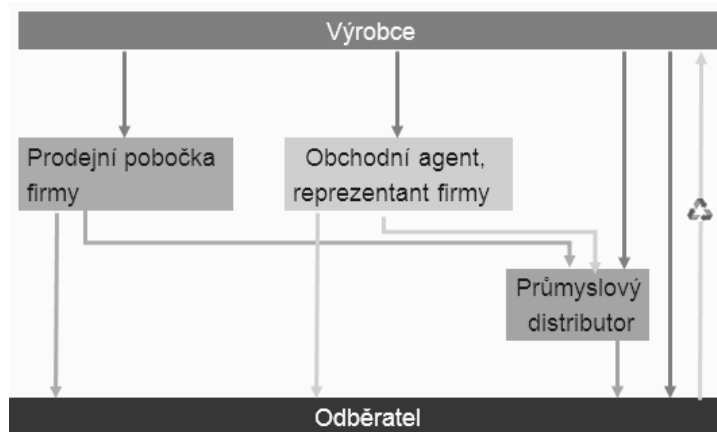 Výrobce
Prodejní pobočka
firmy
Obchodní agent,
reprezentant firmy
Průmyslový
distributor
Odběratel